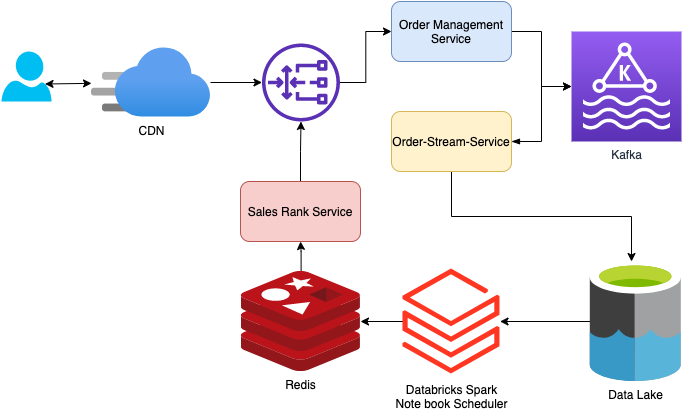 Order Management
Service
CDN
K
Order-Stream-Service
Kafka
Sales Rank Service
Redis
Databricks Spark
Note book Scheduler
Data Lake